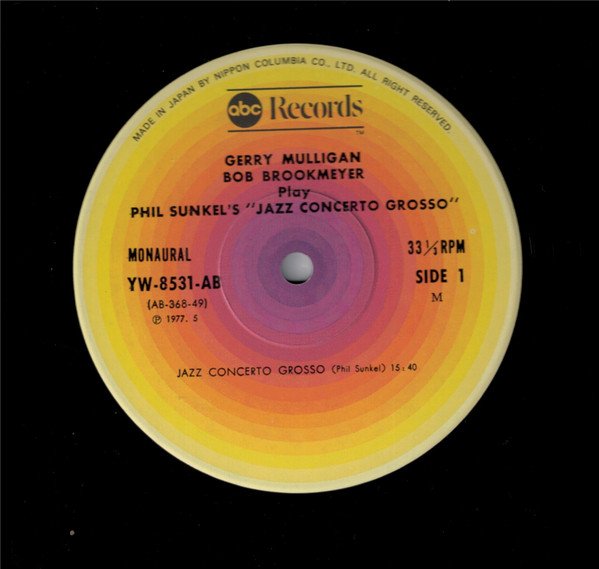 MADE IN JAPAN BY NIPPON COLUMBIA CO., LTD. ALL RIGHT RESERVED.
abc Records
TM
GERRY MULLIGAN
BOB BROOKMEYER
Play
PHIL SUNKEL'S "JAZZ CONCERTO GROSSO"
MONAURAL 33 1/3 RPM
YW-8531-AB SIDE 1
(AB-368-49) M
℗ 1977. 5
JAZZ CONCERTO GROSSO (Phil Sunkel) 15:40